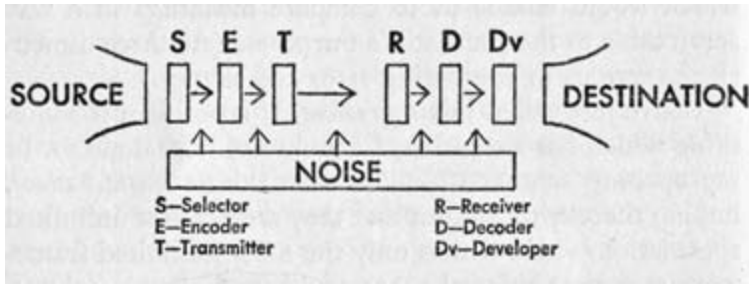 S E T R D Dv
SOURCE DESTINATION
NOISE
S—Selector R—Receiver
E—Encoder D—Decoder
T—Transmitter Dv—Developer